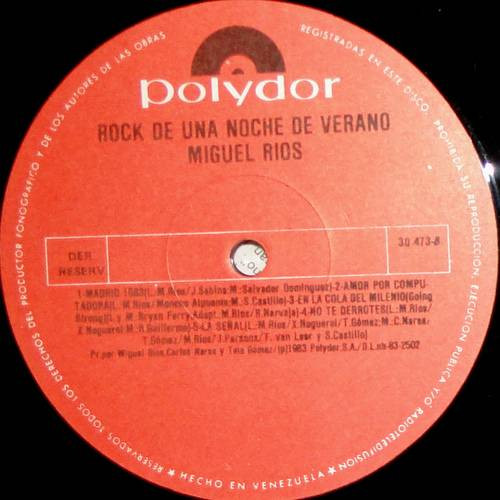 polydor
ROCK DE UNA NOCHE DE VERANO
MIGUEL RIOS
DER
RESERV
30.473-B
1-MADRID 1983(L:M.Rios/J.Sabina:M:Salvador Dominguez)-2-AMOR POR COMPU-
TADORA(L:M.Rios/Moncho Alpuente:M:S.Castillo)-3-EN LA COLA DEL MILENIO(Going
Strong)(L y M:Bryan Ferry,Adapt.M.Rios/R.Narvaja)-4-NO TE DERROTES(L:M.Rios/
X.Noguerol:M:R.Guillermo)-5-LA SEÑAL(L:M.Rios/X.Noguerol/T.Gómez:M:C.Narea/
T.Gómez/M.Rios/J.Parsons/F.van Leer y S.Castillo)
Pr.por Miguel Rios,Carlos Narea y Tato Gómez/(p)1983 Polydor,S.A./D.L.nb-83-2502
RESERVADOS TODOS LOS DERECHOS DEL PRODUCTOR FONOGRAFICO Y DE LOS AUTORES DE LAS OBRAS REGISTRADAS EN ESTE DISCO. PROHIBIDA SU REPRODUCCION, EJECUCION PUBLICA Y/O RADIOTELEDIFUSION
★ HECHO EN VENEZUELA ★